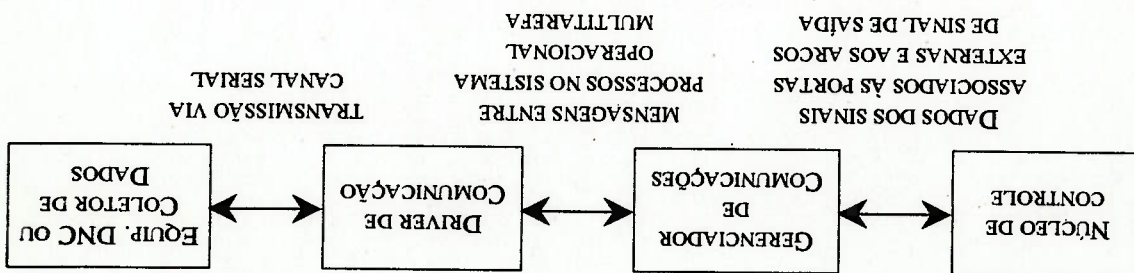 NÚCLEO DE
CONTROLE
GERENCIADOR
DE
COMUNICAÇÕES
DRIVER DE
COMUNICAÇÃO
EQUIP. DNC OU
COLETOR DE
DADOS
DADOS DOS SINAIS
ASSOCIADOS ÀS PORTAS
EXTERNAS E AOS ARCOS
DE SINAL DE SAÍDA
MENSAGENS ENTRE
PROCESSOS NO SISTEMA
OPERACIONAL
MULTITAREFA
TRANSMISSÃO VIA
CANAL SERIAL